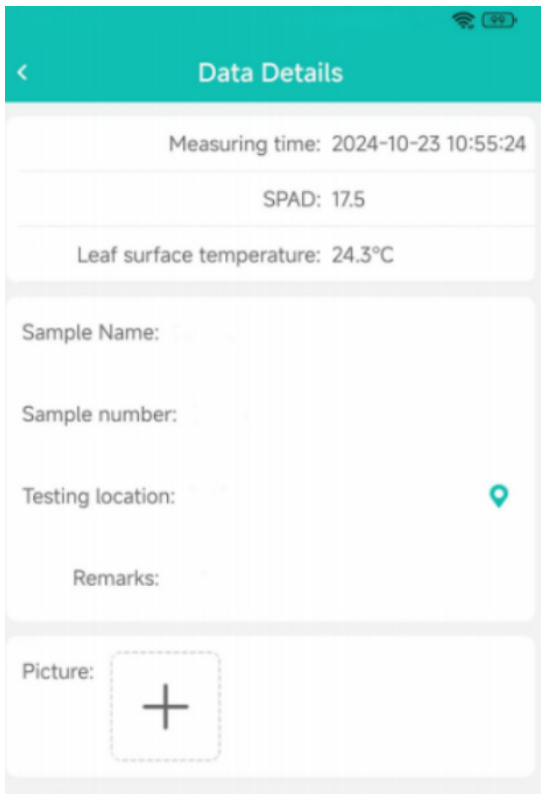 99
Data Details
Measuring time: 2024-10-23 10:55:24
SPAD: 17.5
Leaf surface temperature: 24.3°C
Sample Name:
Sample number:
Testing location:
Remarks:
Picture: